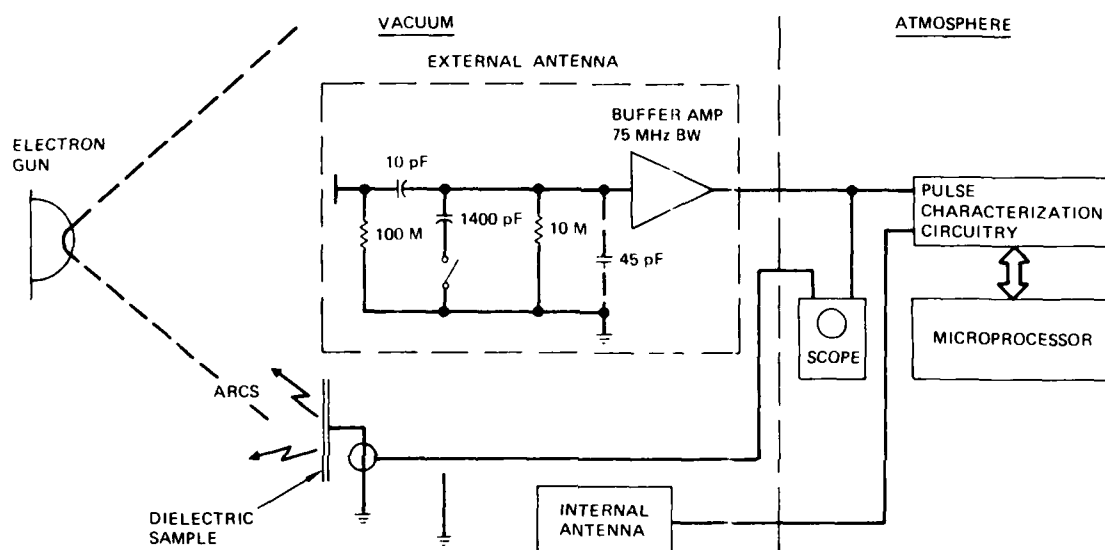 VACUUM
ATMOSPHERE
EXTERNAL ANTENNA
BUFFER AMP
75 MHz BW
ELECTRON
GUN
10 pF
1400 pF
100 M
10 M
45 pF
PULSE
CHARACTERIZATION
CIRCUITRY
SCOPE
MICROPROCESSOR
ARCS
DIELECTRIC
SAMPLE
INTERNAL
ANTENNA